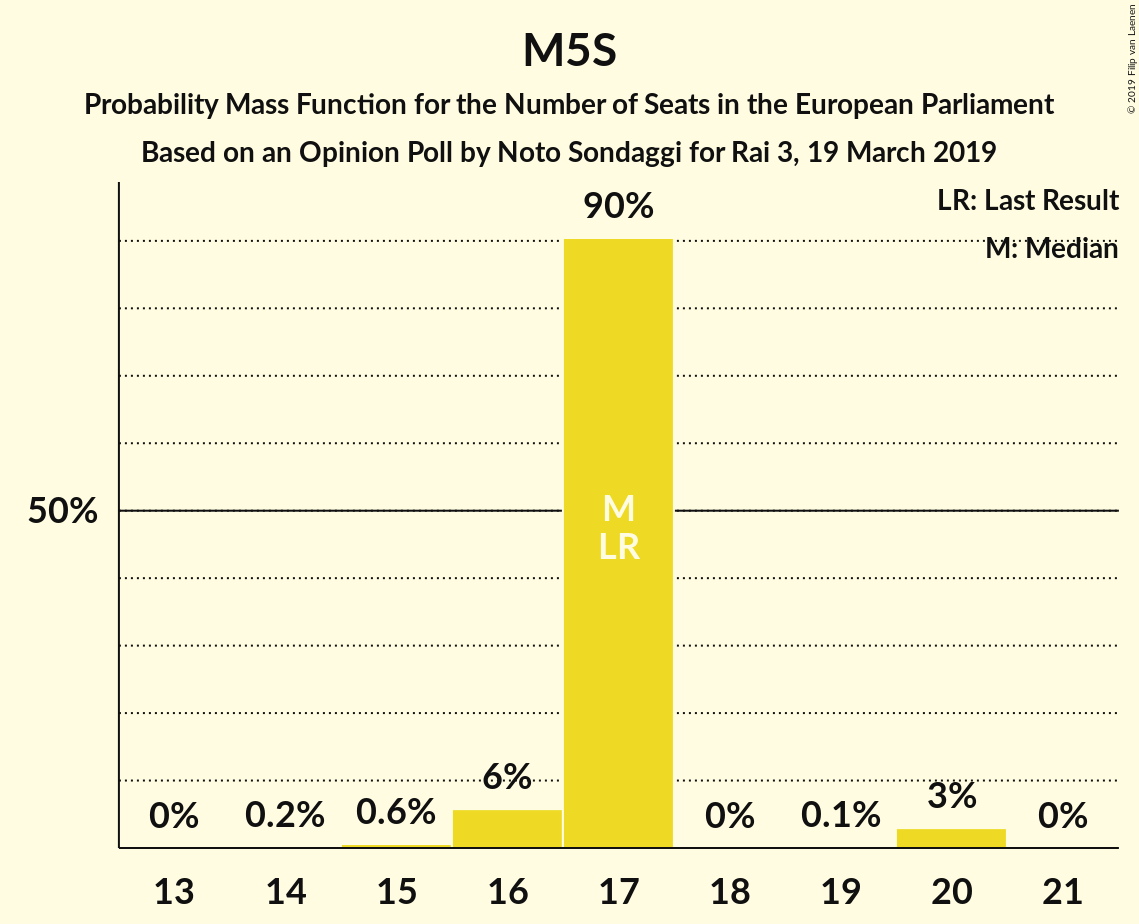 M5S
Probability Mass Function for the Number of Seats in the European Parliament
Based on an Opinion Poll by Noto Sondaggi for Rai 3, 19 March 2019
© 2019 Filip van Laenen
LR: Last Result
M: Median
50%
0%
0.2%
0.6%
6%
90%
M
LR
0%
0.1%
3%
0%
13 14 15 16 17 18 19 20 21